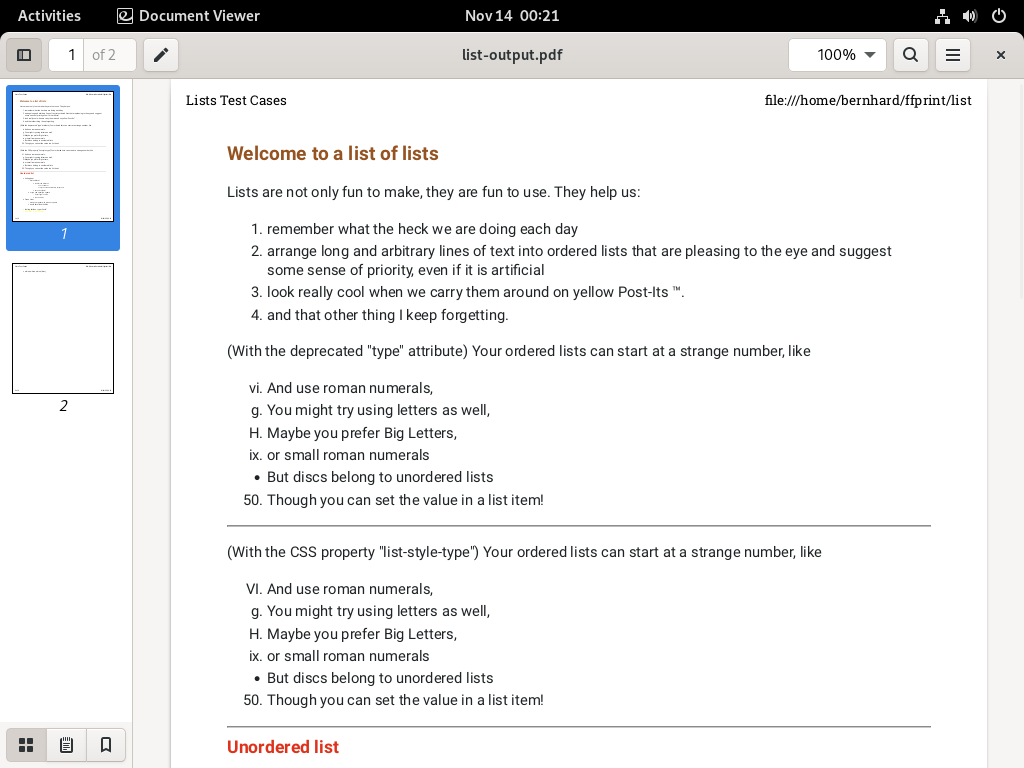 Activities
Document Viewer
Nov 14 00:21
1
of 2
list-output.pdf
100%
1
2
Lists Test Cases
file:///home/bernhard/ffprint/list
Welcome to a list of lists
Lists are not only fun to make, they are fun to use. They help us:
1. remember what the heck we are doing each day
2. arrange long and arbitrary lines of text into ordered lists that are pleasing to the eye and suggest
some sense of priority, even if it is artificial
3. look really cool when we carry them around on yellow Post-Its ™.
4. and that other thing I keep forgetting.
(With the deprecated "type" attribute) Your ordered lists can start at a strange number, like
vi. And use roman numerals,
g. You might try using letters as well,
H. Maybe you prefer Big Letters,
ix. or small roman numerals
• But discs belong to unordered lists
50. Though you can set the value in a list item!
(With the CSS property "list-style-type") Your ordered lists can start at a strange number, like
VI. And use roman numerals,
g. You might try using letters as well,
H. Maybe you prefer Big Letters,
ix. or small roman numerals
• But discs belong to unordered lists
50. Though you can set the value in a list item!
Unordered list